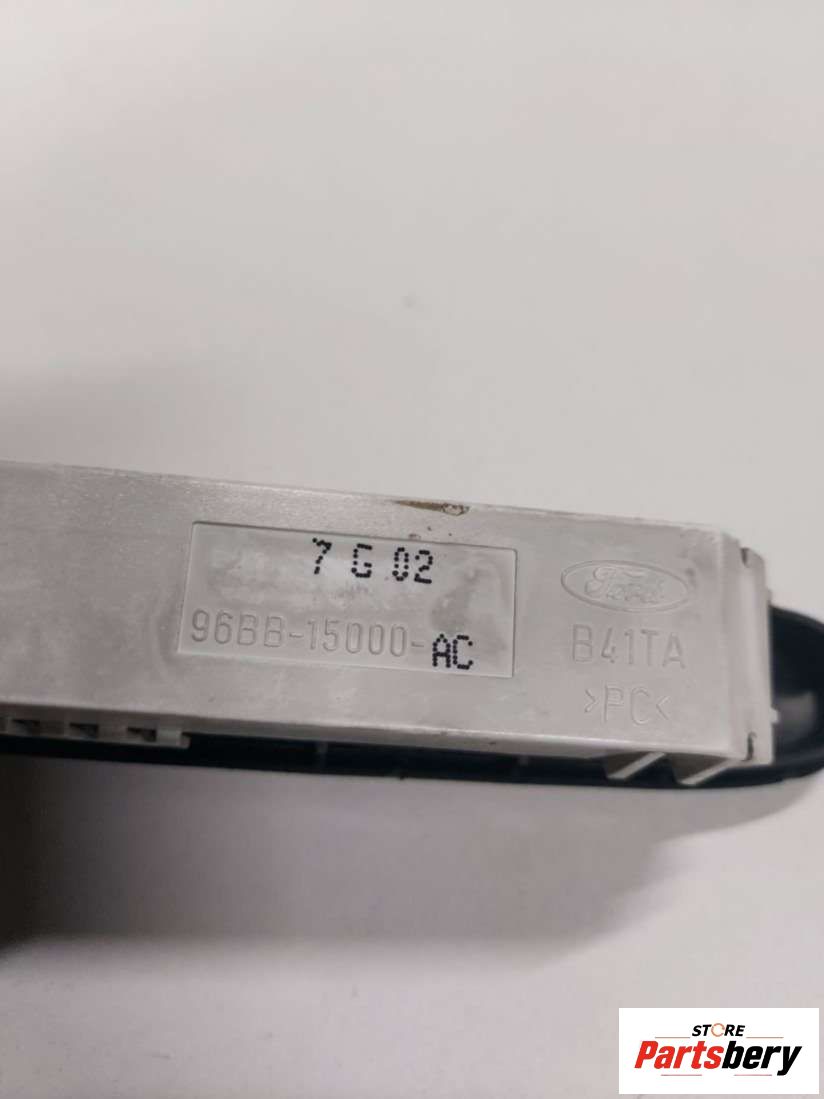 7 G 02
96BB-15000-AC
Ford
B41TA
>PC<
STORE
Partsbery